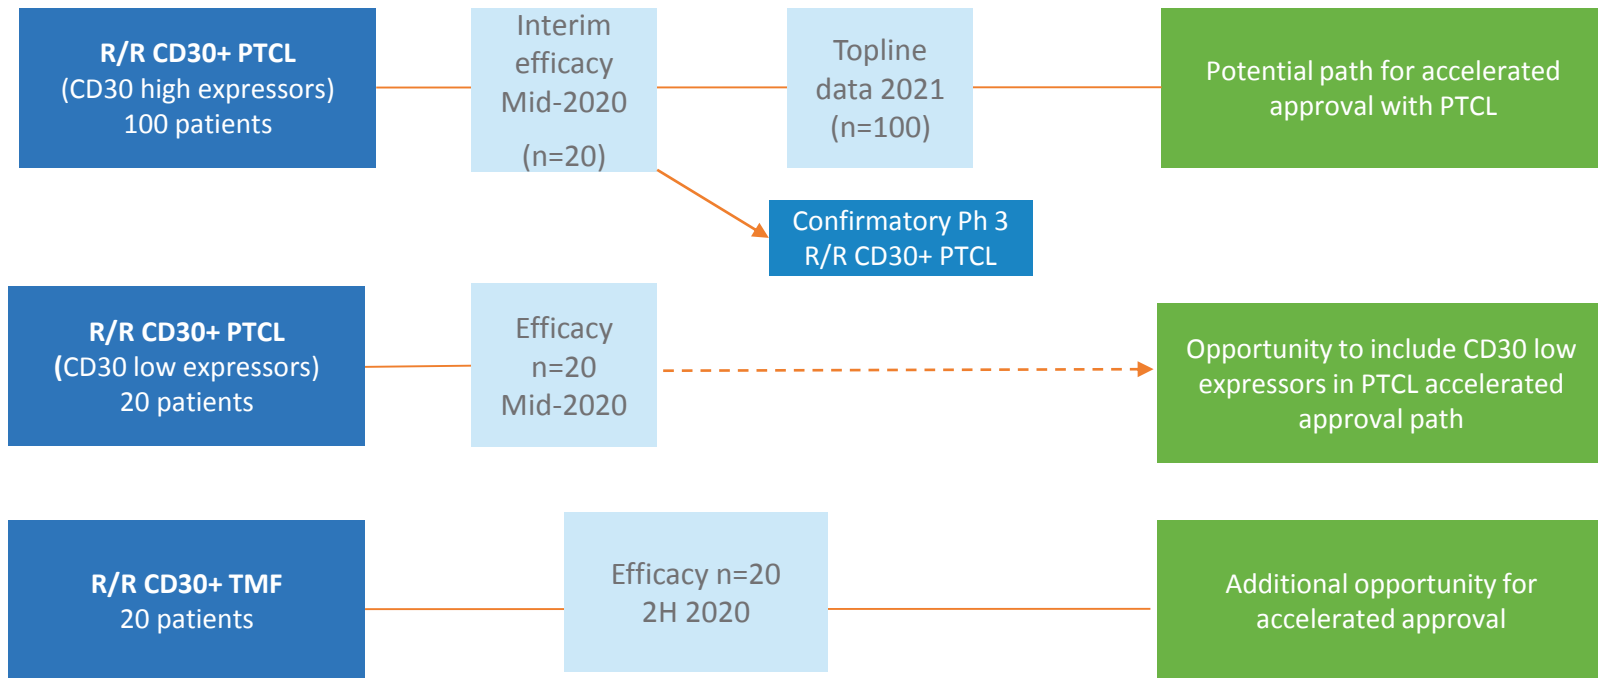 R/R CD30+ PTCL
(CD30 high expressors)
100 patients
Interim
efficacy
Mid-2020
(n=20)
Topline
data 2021
(n=100)
Potential path for accelerated
approval with PTCL
Confirmatory Ph 3
R/R CD30+ PTCL
R/R CD30+ PTCL
(CD30 low expressors)
20 patients
Efficacy
n=20
Mid-2020
Opportunity to include CD30 low
expressors in PTCL accelerated
approval path
R/R CD30+ TMF
20 patients
Efficacy n=20
2H 2020
Additional opportunity for
accelerated approval